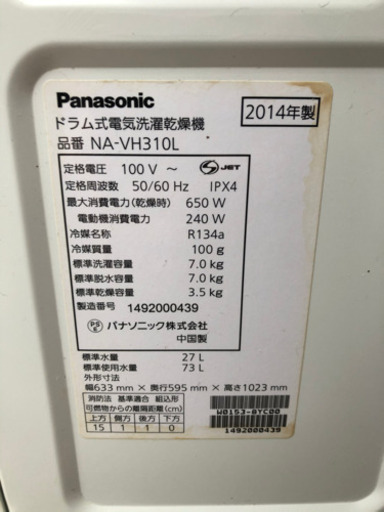 Panasonic
2014年製
ドラム式電気洗濯乾燥機
品番 NA-VH310L
定格電圧 100 V ~ S JET
定格周波数 50/60 Hz IPX4
最大消費電力(乾燥時) 650 W
電動機消費電力 240 W
冷媒名称 R134a
冷媒質量 100 g
標準洗濯容量 7.0 kg
標準脱水容量 7.0 kg
標準乾燥容量 3.5 kg
製造番号 1492000439
PSE パナソニック株式会社
中国製
標準水量 27 L
標準使用水量 73 L
外形寸法
幅633 mm × 奥行595 mm × 高さ1023 mm
消防法 基準適合 組込形
可燃物からの離隔距離(cm)
上方 側方 前方 後方
15 1 1 0
W0153-8YC00
1492000439